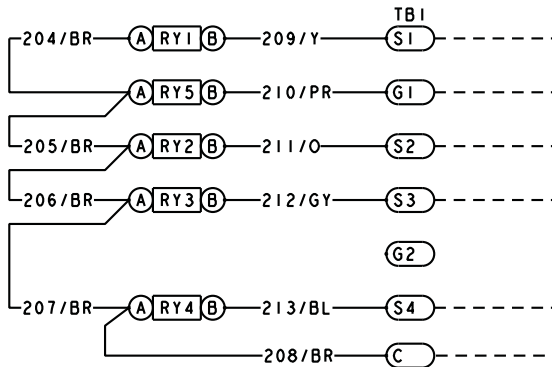 TB1
204/BR A RY1 B 209/Y S1
A RY5 B 210/PR G1
205/BR A RY2 B 211/O S2
206/BR A RY3 B 212/GY S3
G2
207/BR A RY4 B 213/BL S4
208/BR C